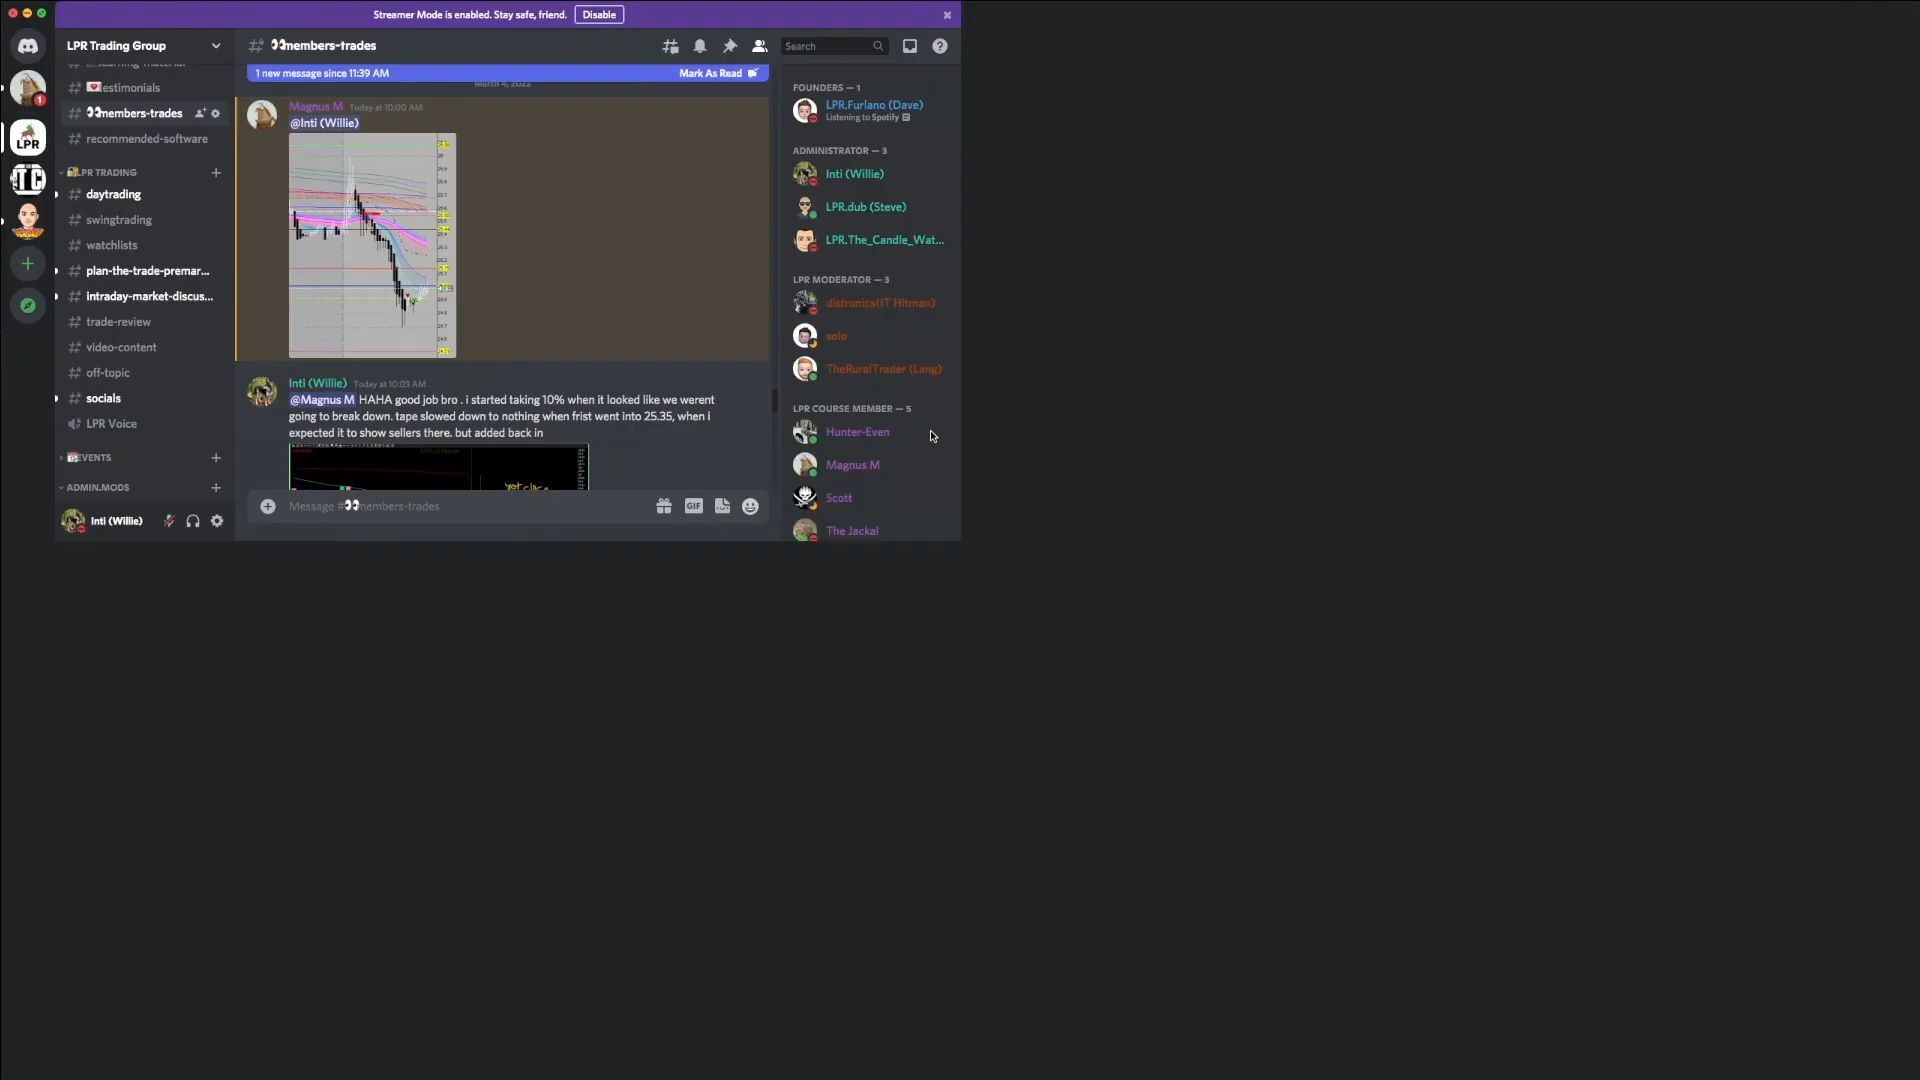 Streamer Mode is enabled. Stay safe, friend. Disable
LPR Trading Group
estimonials
members-trades
recommended-software
LPR TRADING
daytrading
swingtrading
watchlists
plan-the-trade-premar...
intraday-market-discus...
trade-review
video-content
off-topic
socials
LPR Voice
EVENTS
ADMIN.MODS
Inti (Willie)
1
LPR
members-trades
Search
1 new message since 11:39 AM Mark As Read
March 4, 2022
Magnus M Today at 10:00 AM
@Inti (Willie)
Inti (Willie) Today at 10:03 AM
@Magnus M HAHA good job bro . i started taking 10% when it looked like we werent
going to break down. tape slowed down to nothing when frist went into 25.35, when i
expected it to show sellers there. but added back in
Message # members-trades
GIF
FOUNDERS — 1
LPR.Furlano (Dave)
Listening to Spotify
ADMINISTRATOR — 3
Inti (Willie)
LPR.dub (Steve)
LPR.The_Candle_Wat...
LPR MODERATOR — 3
distronics(IT Hitman)
solo
TheRuralTrader (Lang)
LPR COURSE MEMBER — 5
Hunter-Even
Magnus M
Scott
The Jackal